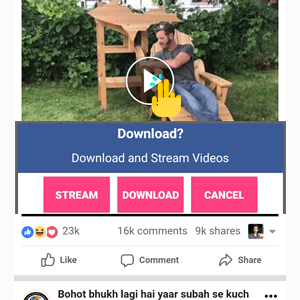 Download?
Download and Stream Videos
STREAM DOWNLOAD CANCEL
23k 16k comments 9k shares
Like Comment Share
Bohot bhukh lagi hai yaar subah se kuch